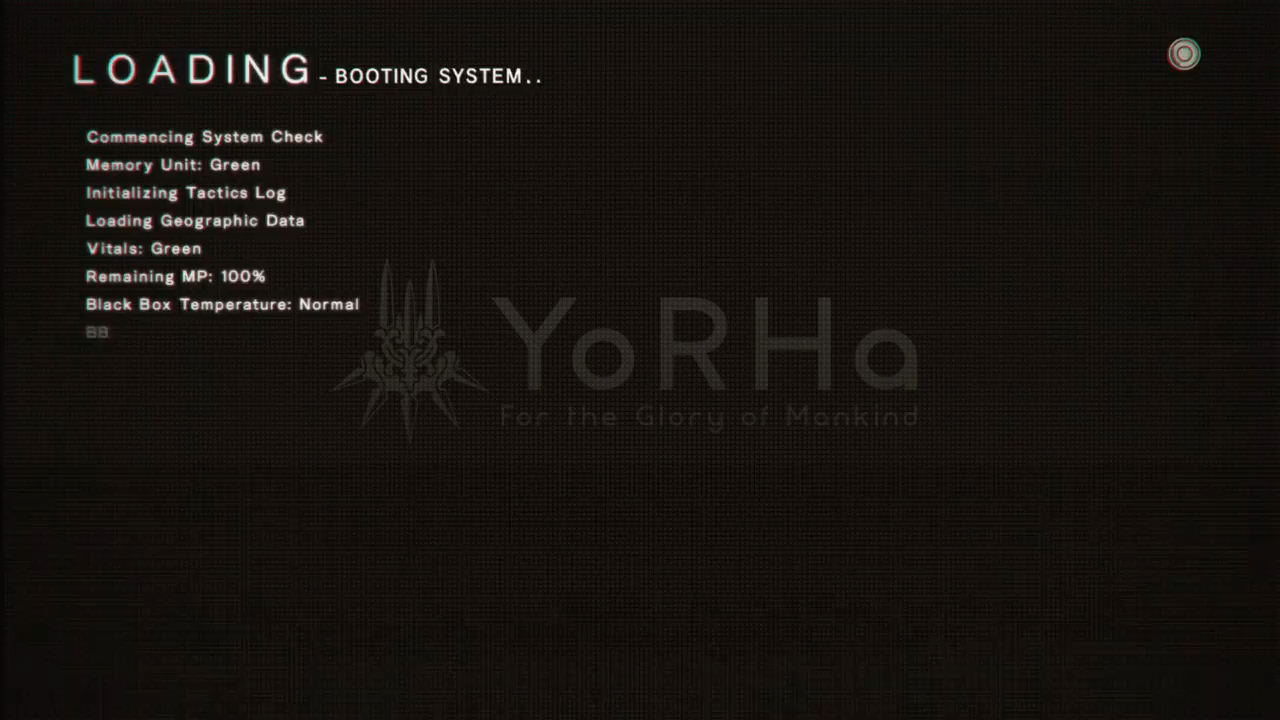 LOADING - BOOTING SYSTEM..
Commencing System Check
Memory Unit: Green
Initializing Tactics Log
Loading Geographic Data
Vitals: Green
Remaining MP: 100%
Black Box Temperature: Normal
YoRHa
For the Glory of Mankind